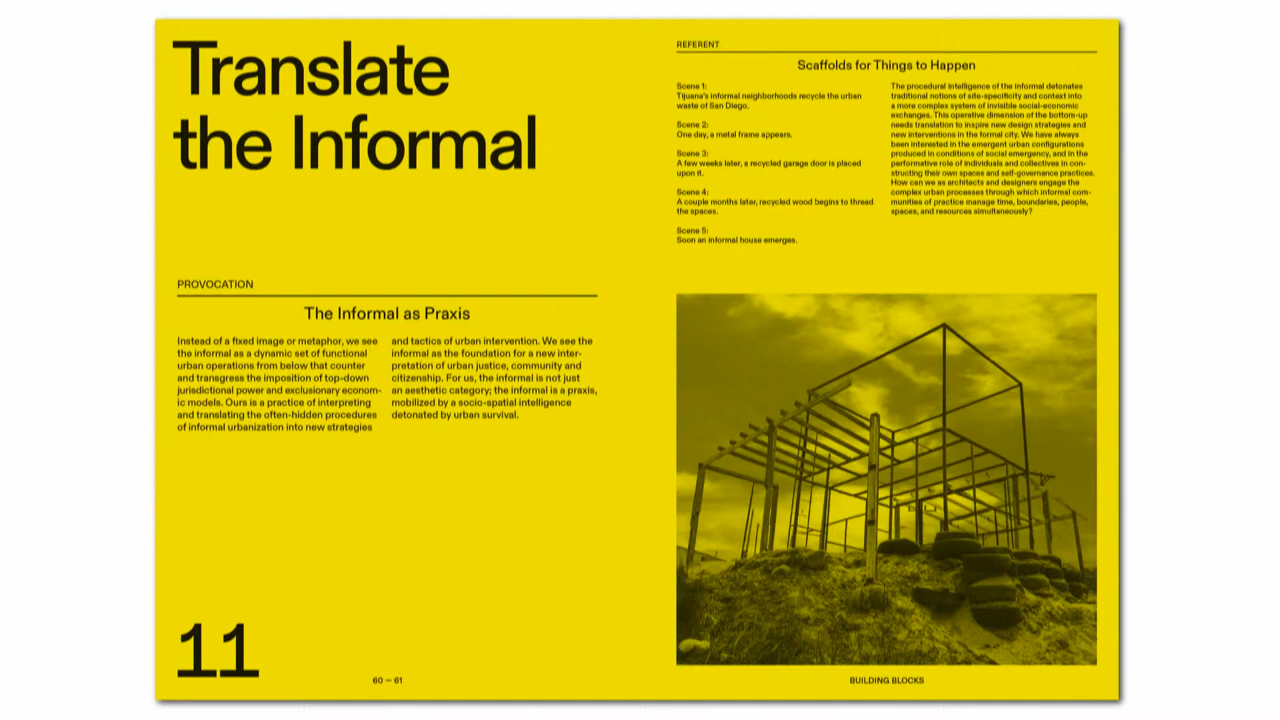 Translate
the Informal
PROVOCATION
The Informal as Praxis
Instead of a fixed image or metaphor, we see
the informal as a dynamic set of functional
urban operations from below that counter
and transgress the imposition of top-down
jurisdictional power and exclusionary econom-
ic models. Ours is a practice of interpreting
and translating the often-hidden procedures
of informal urbanization into new strategies
and tactics of urban intervention. We see the
informal as the foundation for a new inter-
pretation of urban justice, community and
citizenship. For us, the informal is not just
an aesthetic category; the informal is a praxis,
mobilized by a socio-spatial intelligence
detonated by urban survival.
11
60 — 61
REFERENT
Scaffolds for Things to Happen
Scene 1:
Tijuana's informal neighborhoods recycle the urban
waste of San Diego.
Scene 2:
One day, a metal frame appears.
Scene 3:
A few weeks later, a recycled garage door is placed
upon it.
Scene 4:
A couple months later, recycled wood begins to thread
the spaces.
Scene 5:
Soon an informal house emerges.
The procedural intelligence of the informal detonates
traditional notions of site-specificity and context into
a more complex system of invisible social-economic
exchanges. This operative dimension of the bottom-up
needs translation to inspire new design strategies and
new interventions in the formal city. We have always
been interested in the emergent urban configurations
produced in conditions of social emergency, and in the
performative role of individuals and collectives in con-
structing their own spaces and self-governance practices.
How can we as architects and designers engage the
complex urban processes through which informal com-
munities of practice manage time, boundaries, people,
spaces, and resources simultaneously?
BUILDING BLOCKS